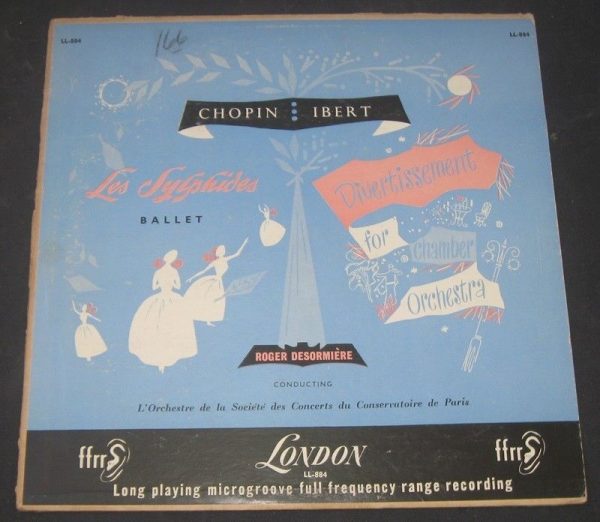 LL-884
166
LL-884
CHOPIN : IBERT
Les Sylphides
BALLET
Divertissement
for chamber
Orchestra
ROGER DESORMIÈRE
CONDUCTING
L'Orchestre de la Société des Concerts du Conservatoire de Paris
ffrr
LONDON
LL-884
ffrr
Long playing microgroove full frequency range recording